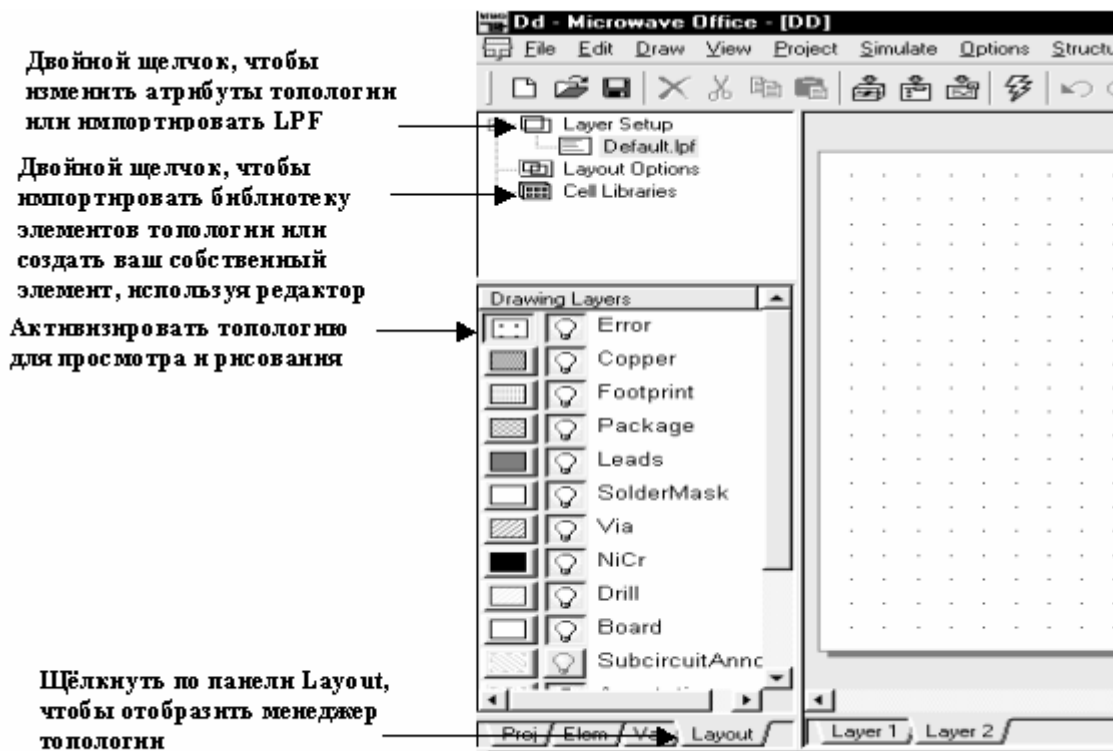 Dd - Microwave Office - [DD]
File Edit Draw View Project Simulate Options Structu
Двойной щелчок, чтобы
изменить атрибуты топологии
или импортировать LPF
Layer Setup
Default.lpf
Layout Options
Cell Libraries
Двойной щелчок, чтобы
импортировать библиотеку
элементов топологии или
создать ваш собственный
элемент, используя редактор
Активизировать топологию
для просмотра и рисования
Drawing Layers
Error
Copper
Footprint
Package
Leads
SolderMask
Via
NiCr
Drill
Board
SubcircuitAnnc
Щёлкнуть по панели Layout,
чтобы отобразить менеджер
топологии
Proj Elem Va Layout
Layer 1 Layer 2